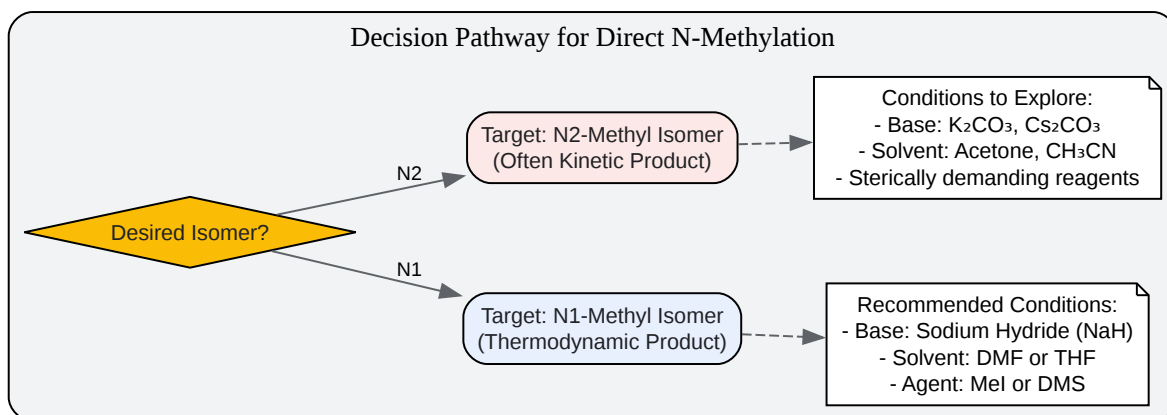 Decision Pathway for Direct N-Methylation
Desired Isomer?
N2
Target: N2-Methyl Isomer
(Often Kinetic Product)
Conditions to Explore:
- Base: K₂CO₃, Cs₂CO₃
- Solvent: Acetone, CH₃CN
- Sterically demanding reagents
N1
Target: N1-Methyl Isomer
(Thermodynamic Product)
Recommended Conditions:
- Base: Sodium Hydride (NaH)
- Solvent: DMF or THF
- Agent: MeI or DMS